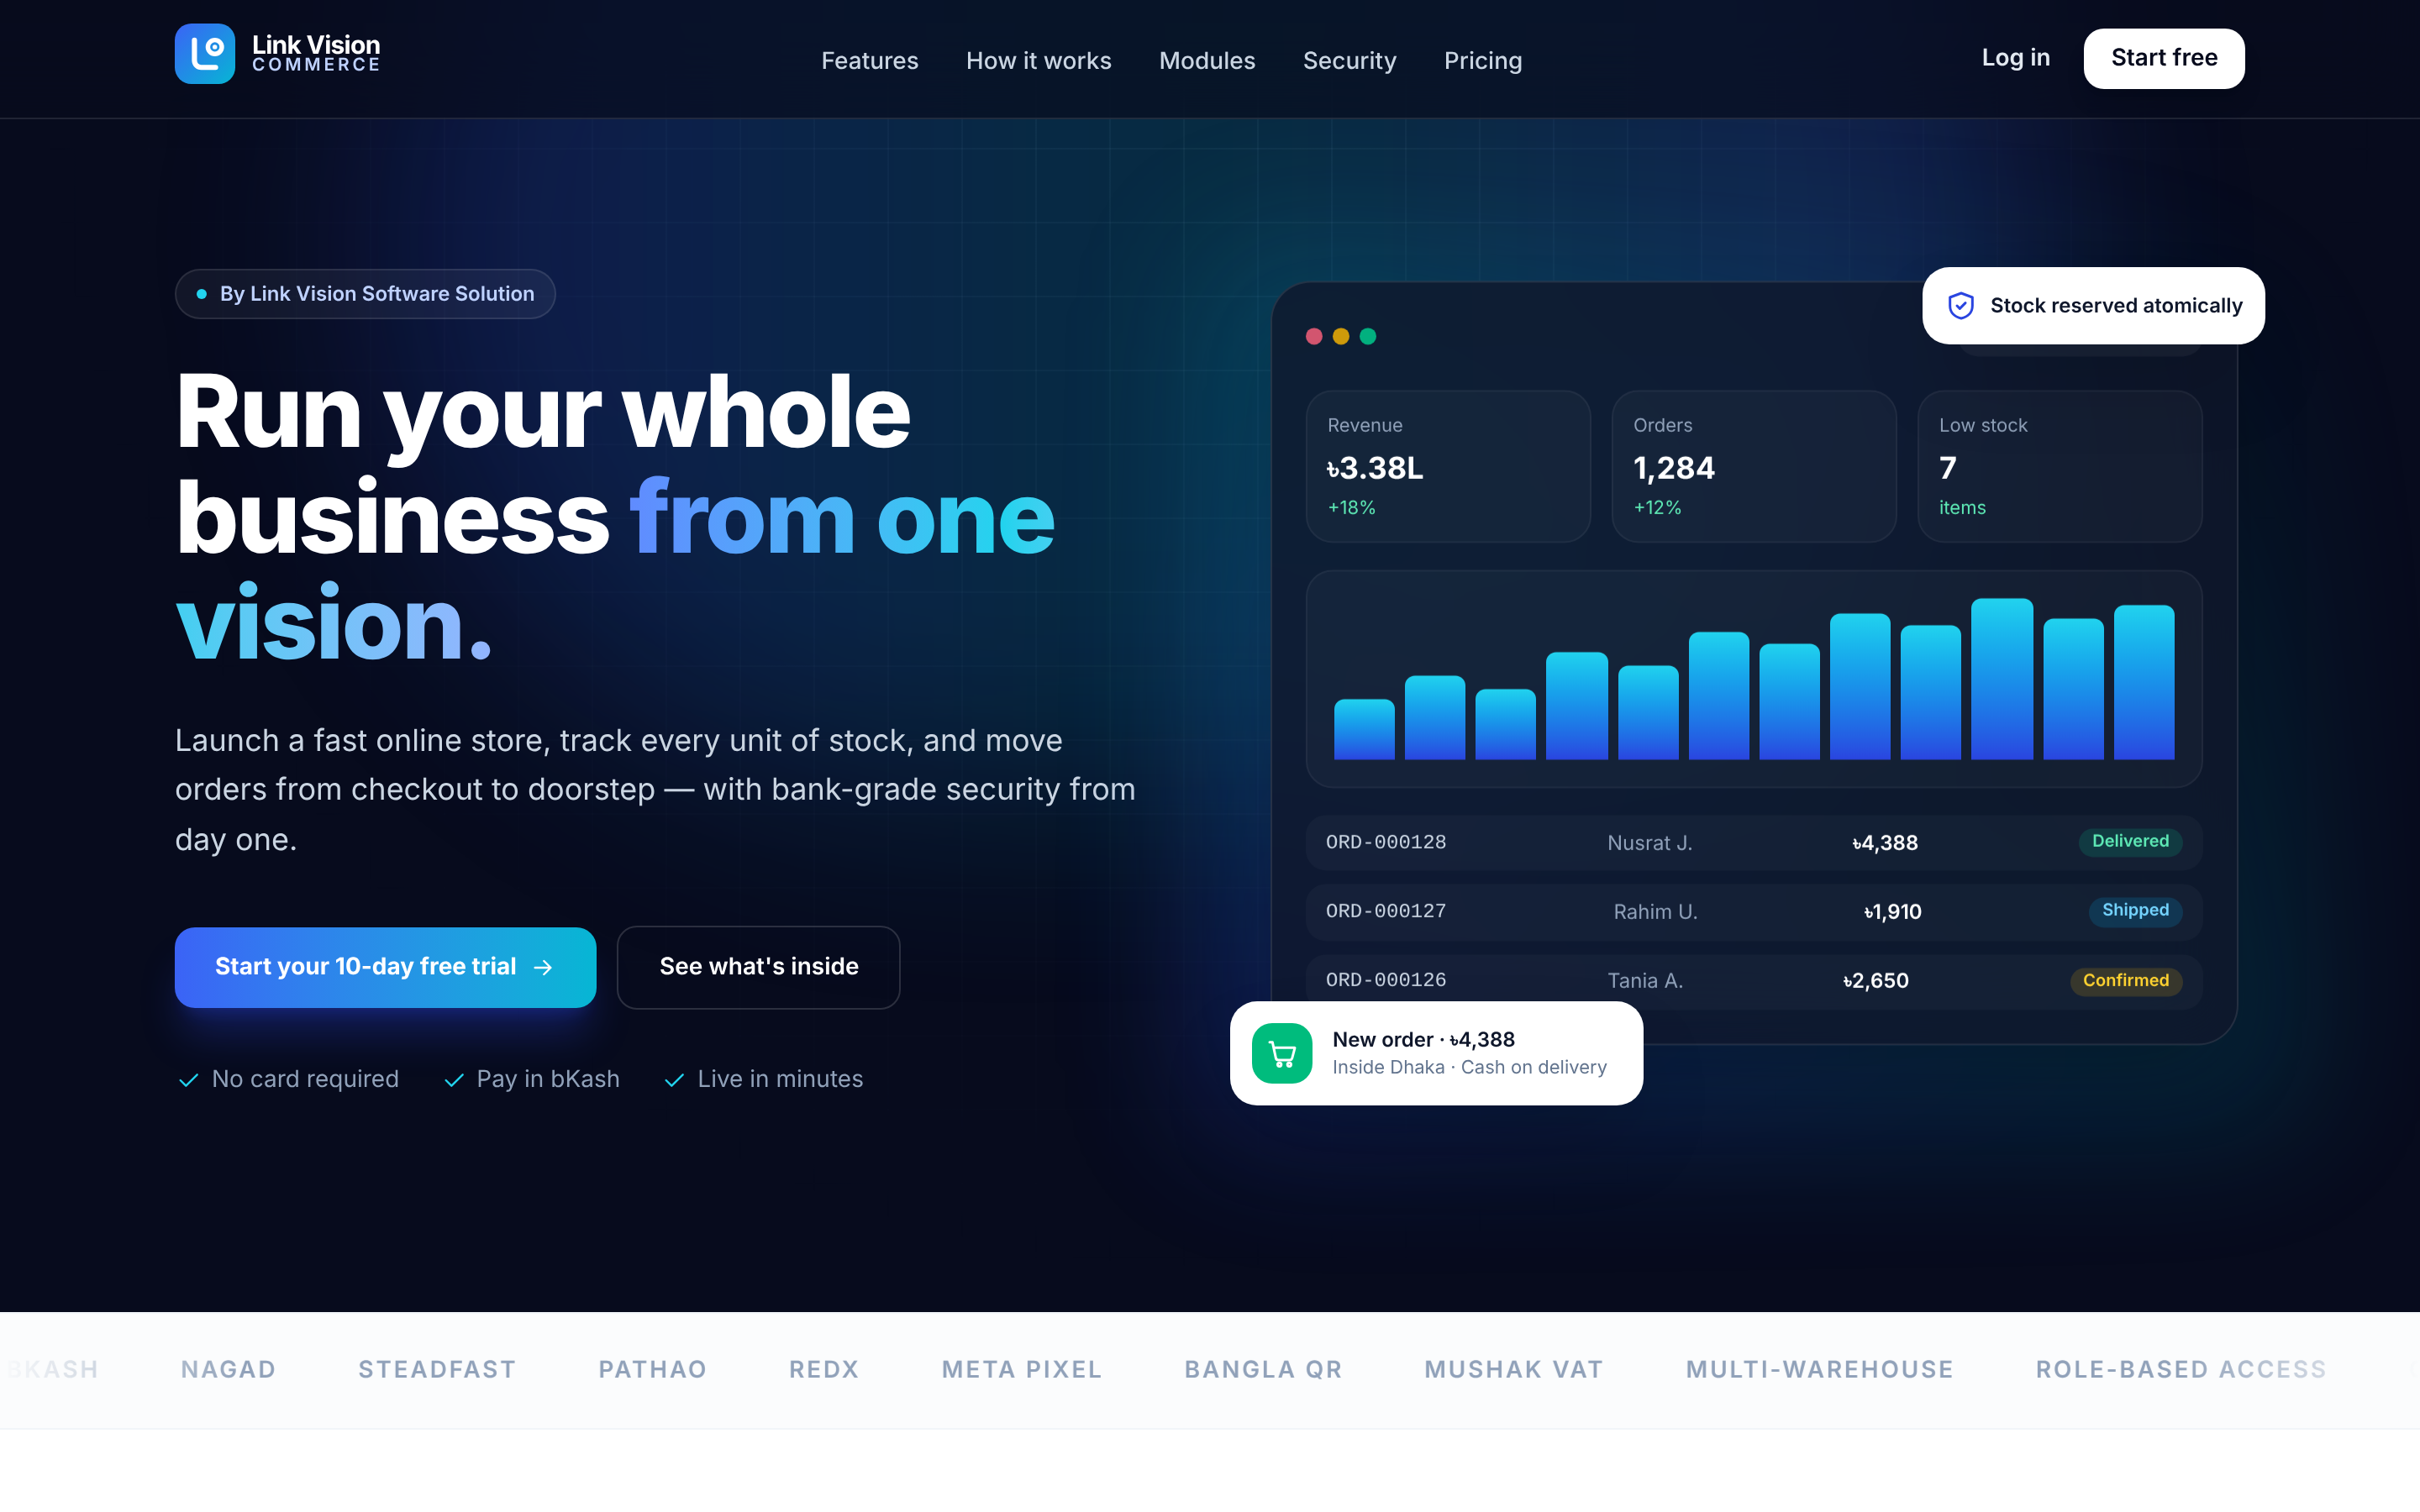 Link Vision
COMMERCE
Features
How it works
Modules
Security
Pricing
Log in
Start free
By Link Vision Software Solution
Run your whole
business from one
vision.
Launch a fast online store, track every unit of stock, and move
orders from checkout to doorstep — with bank-grade security from
day one.
Start your 10-day free trial
See what's inside
No card required
Pay in bKash
Live in minutes
Stock reserved atomically
Revenue
৳3.38L
+18%
Orders
1,284
+12%
Low stock
7
items
ORD-000128 Nusrat J. ৳4,388 Delivered
ORD-000127 Rahim U. ৳1,910 Shipped
ORD-000126 Tania A. ৳2,650 Confirmed
New order · ৳4,388
Inside Dhaka · Cash on delivery
BKASH NAGAD STEADFAST PATHAO REDX META PIXEL BANGLA QR MUSHAK VAT MULTI-WAREHOUSE ROLE-BASED ACCESS